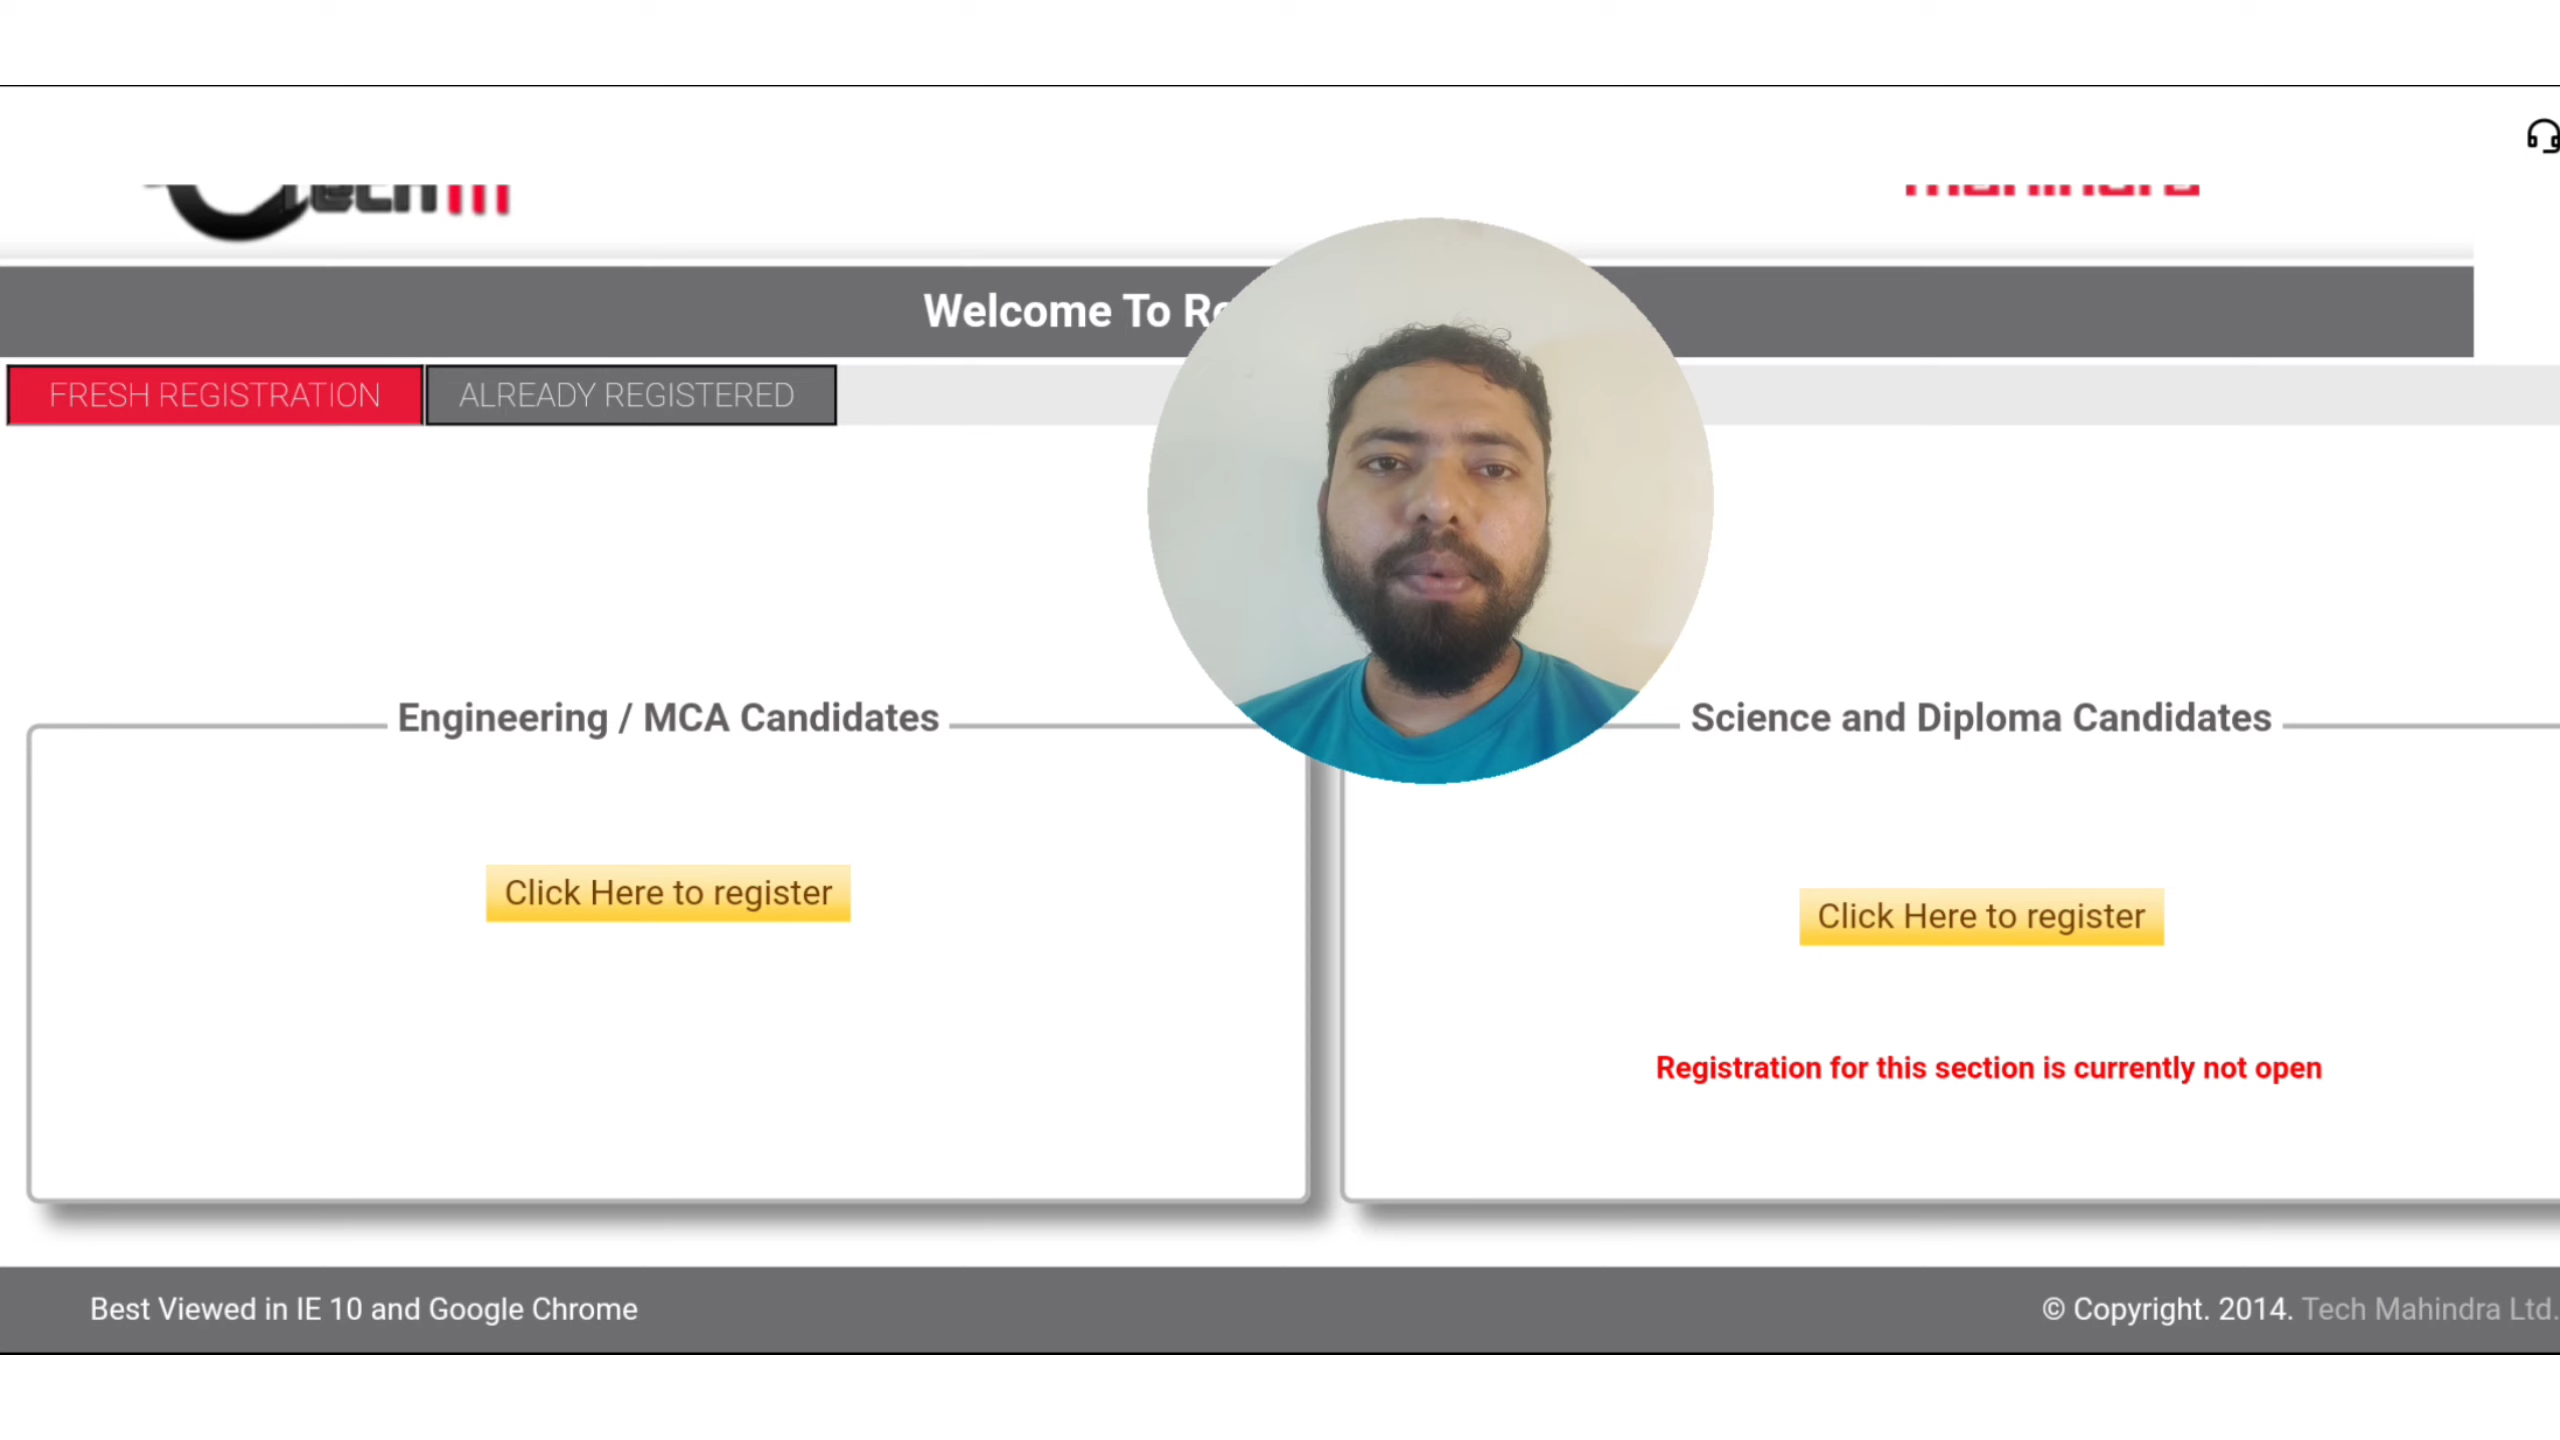 Welcome To
FRESH REGISTRATION
ALREADY REGISTERED
Engineering / MCA Candidates
Science and Diploma Candidates
Click Here to register
Click Here to register
Registration for this section is currently not open
Best Viewed in IE 10 and Google Chrome
© Copyright. 2014. Tech Mahindra Ltd.